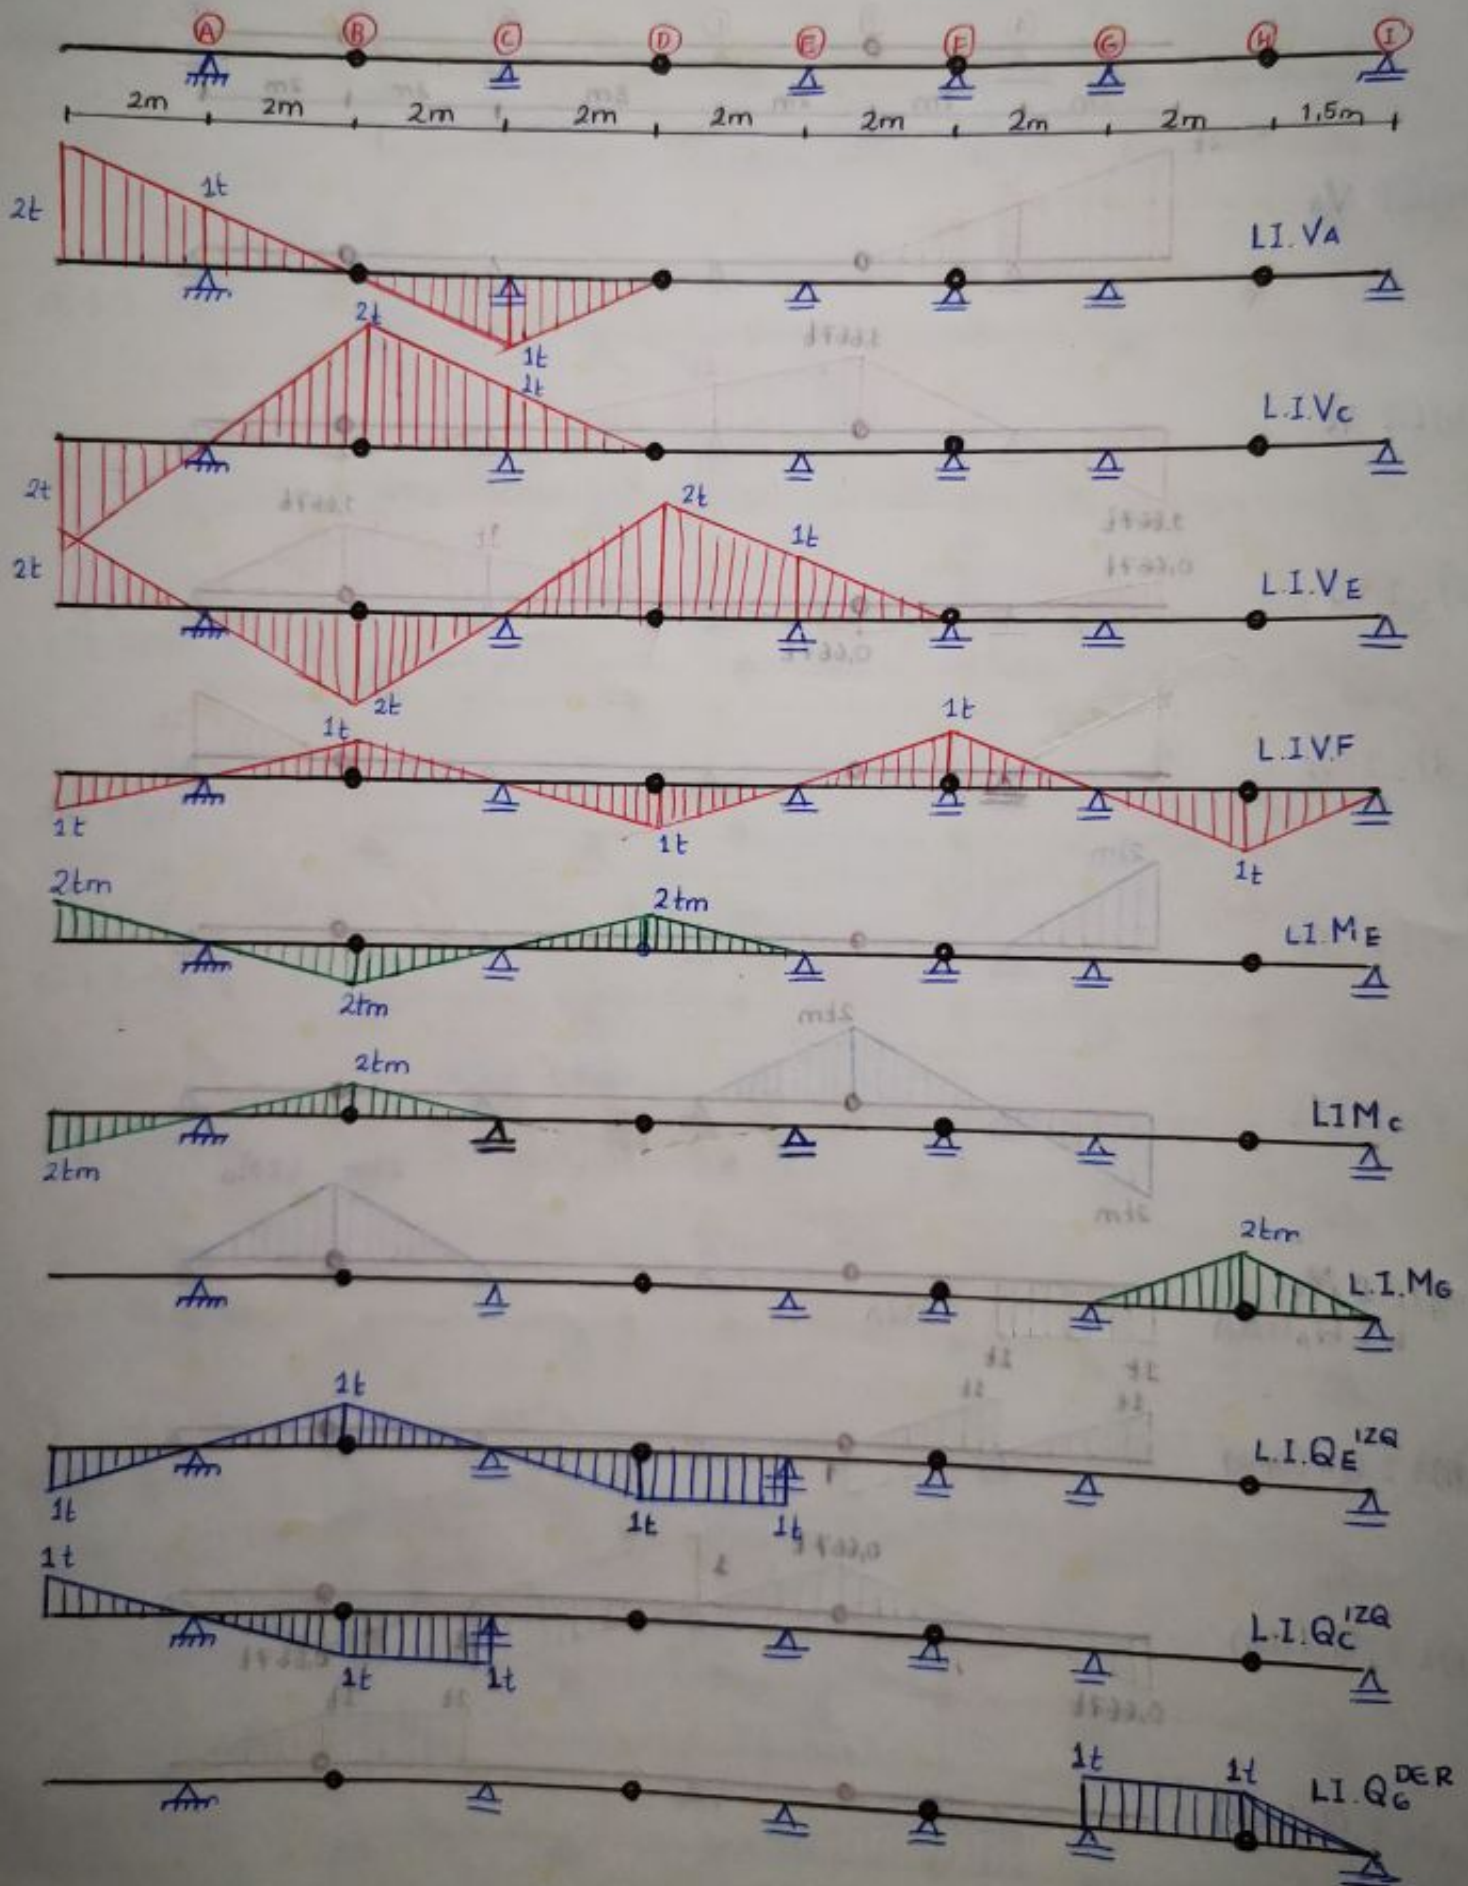 A B C D E F G H I
2m 2m 2m 2m 2m 2m 2m 2m 1,5m
2t 1t 1t L.I.VA
2t 2t 1t L.I.VC
2t 2t 2t 1t L.I.VE
1t 1t 1t 1t 1t L.I.V.F
2tm 2tm 2tm L.I.ME
2tm 2tm LIMc
2tm L.I.MG
1t 1t 1t 1t L.I.QE IZQ
1t 1t 1t L.I.QC IZQ
1t 1t LI.QG DER